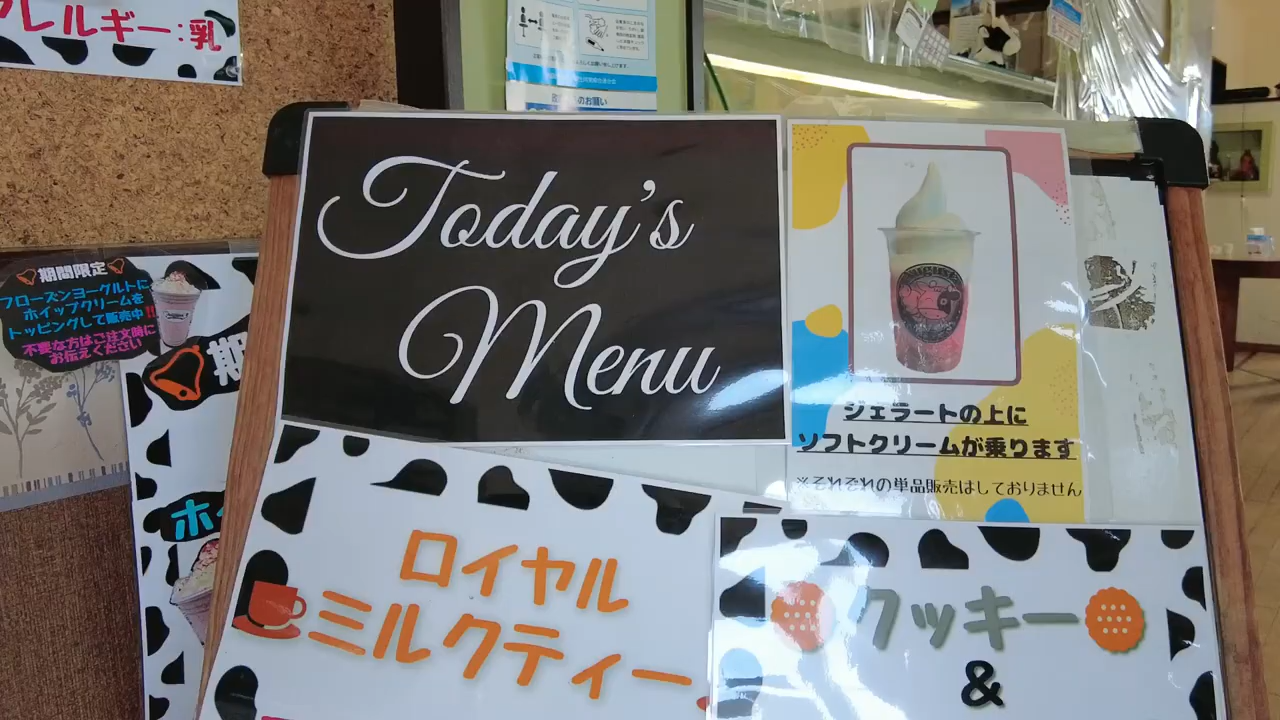 アレルギー:乳
期間限定
フローズンヨーグルトに
ホイップクリームを
トッピングして販売中!!
不要な方はご注文時に
お伝えください
期
ホイ
Today's
Menu
ジェラートの上に
ソフトクリームが乗ります
※それぞれの単品販売はしておりません
ロイヤル
ミルクティー
クッキー
&